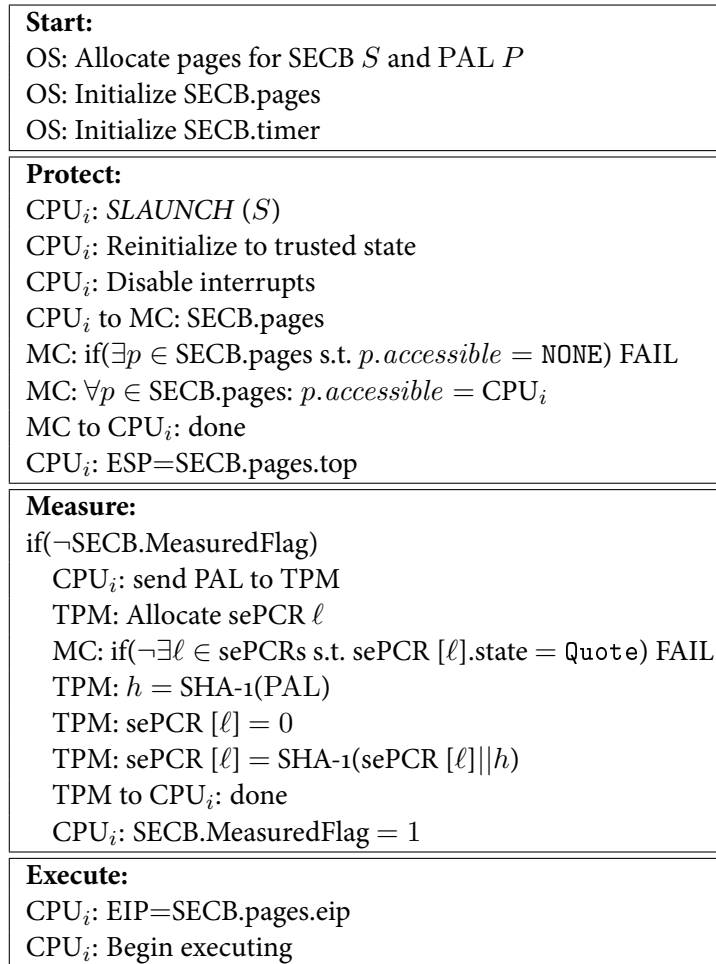 Start:
OS: Allocate pages for SECB S and PAL P
OS: Initialize SECB.pages
OS: Initialize SECB.timer
Protect:
CPUᵢ: SLAUNCH (S)
CPUᵢ: Reinitialize to trusted state
CPUᵢ: Disable interrupts
CPUᵢ to MC: SECB.pages
MC: if(∃p ∈ SECB.pages s.t. p.accessible = NONE) FAIL
MC: ∀p ∈ SECB.pages: p.accessible = CPUᵢ
MC to CPUᵢ: done
CPUᵢ: ESP=SECB.pages.top
Measure:
if(¬SECB.MeasuredFlag)
CPUᵢ: send PAL to TPM
TPM: Allocate sePCR ℓ
MC: if(¬∃ℓ ∈ sePCRs s.t. sePCR [ℓ].state = Quote) FAIL
TPM: h = SHA-1(PAL)
TPM: sePCR [ℓ] = 0
TPM: sePCR [ℓ] = SHA-1(sePCR [ℓ]||h)
TPM to CPUᵢ: done
CPUᵢ: SECB.MeasuredFlag = 1
Execute:
CPUᵢ: EIP=SECB.pages.eip
CPUᵢ: Begin executing